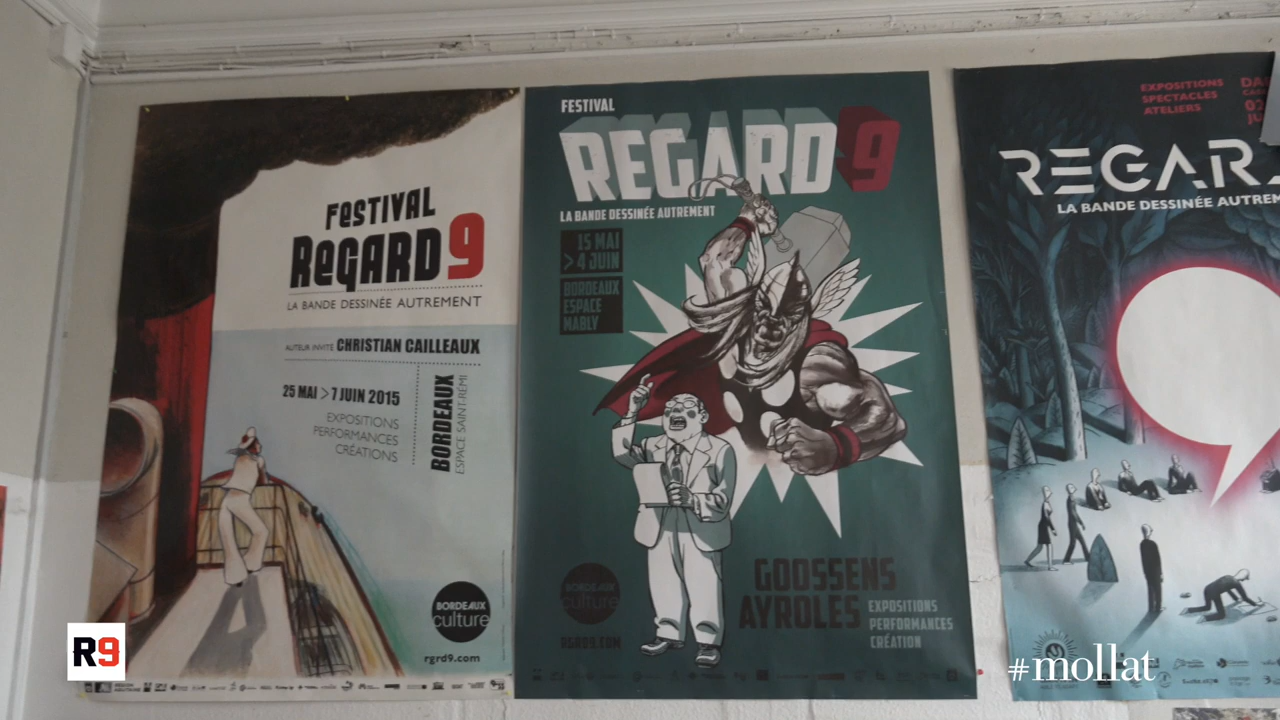 FESTIVAL
REGARD 9
LA BANDE DESSINÉE AUTREMENT
AUTEUR INVITÉ CHRISTIAN CAILLEAUX
25 MAI > 7 JUIN 2015
EXPOSITIONS
PERFORMANCES
CRÉATIONS
BORDEAUX
ESPACE SAINT-RÉMI
BORDEAUX
culture
rgrd9.com
R9
FESTIVAL
REGARD 9
LA BANDE DESSINÉE AUTREMENT
15 MAI
> 4 JUIN
BORDEAUX
ESPACE
MABLY
GOOSSENS
AYROLES
EXPOSITIONS
PERFORMANCES
CRÉATION
BORDEAUX
culture
RGRD9.COM
EXPOSITIONS
SPECTACLES
ATELIERS
REGAR
LA BANDE DESSINÉE AUTREM
#mollat